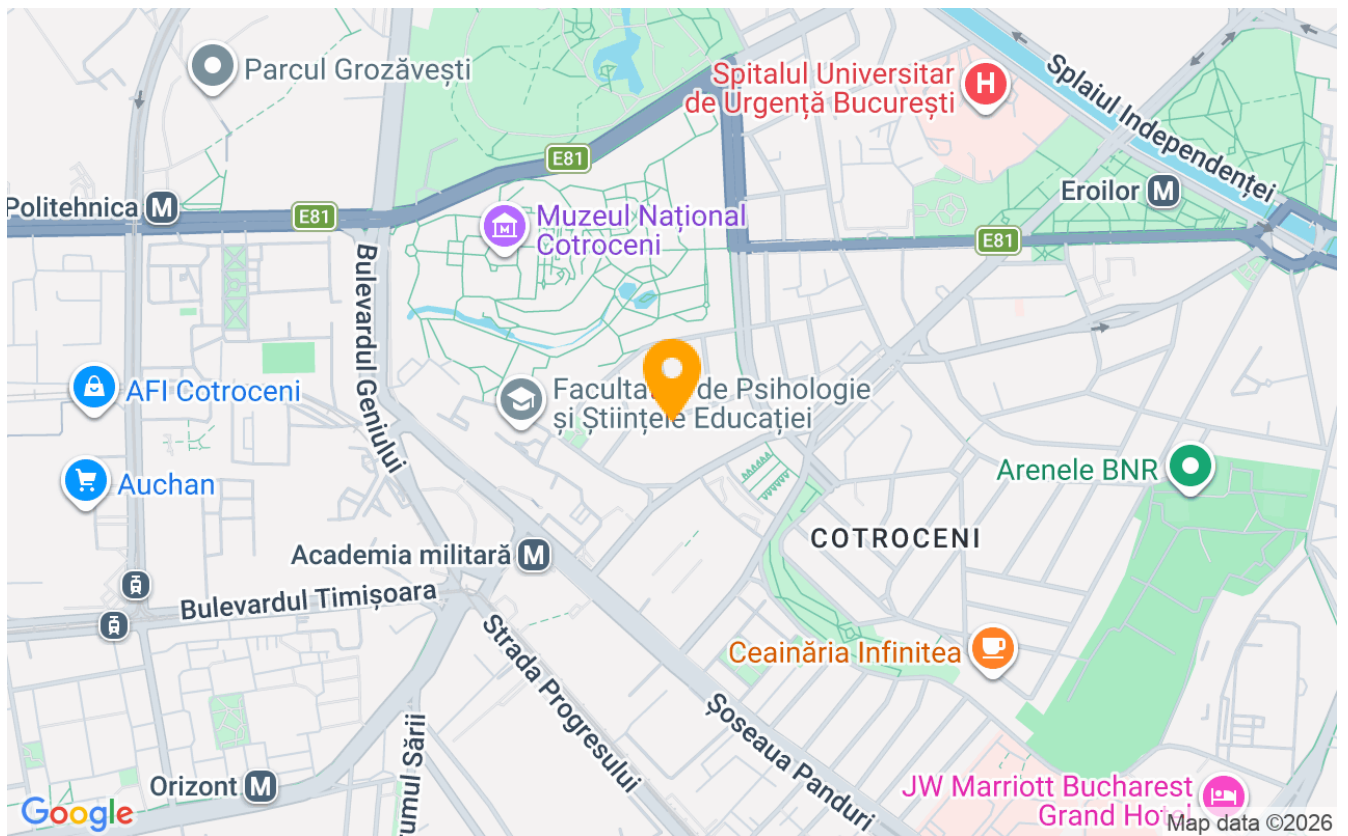 Parcul Grozăvești
Spitalul Universitar
de Urgență București
Splaiul Independenței
E81
Politehnica M
E81
Muzeul Național
Cotroceni
Eroilor M
E81
Bulevardul Geniului
AFI Cotroceni
Facultatea de Psihologie
și Științele Educației
Auchan
Arenele BNR
COTROCENI
Academia militară M
Bulevardul Timișoara
Ceainăria Infinitea
Strada Progresului
Șoseaua Panduri
Orizont M
JW Marriott Bucharest
Grand Hotel
Google
Map data ©2026